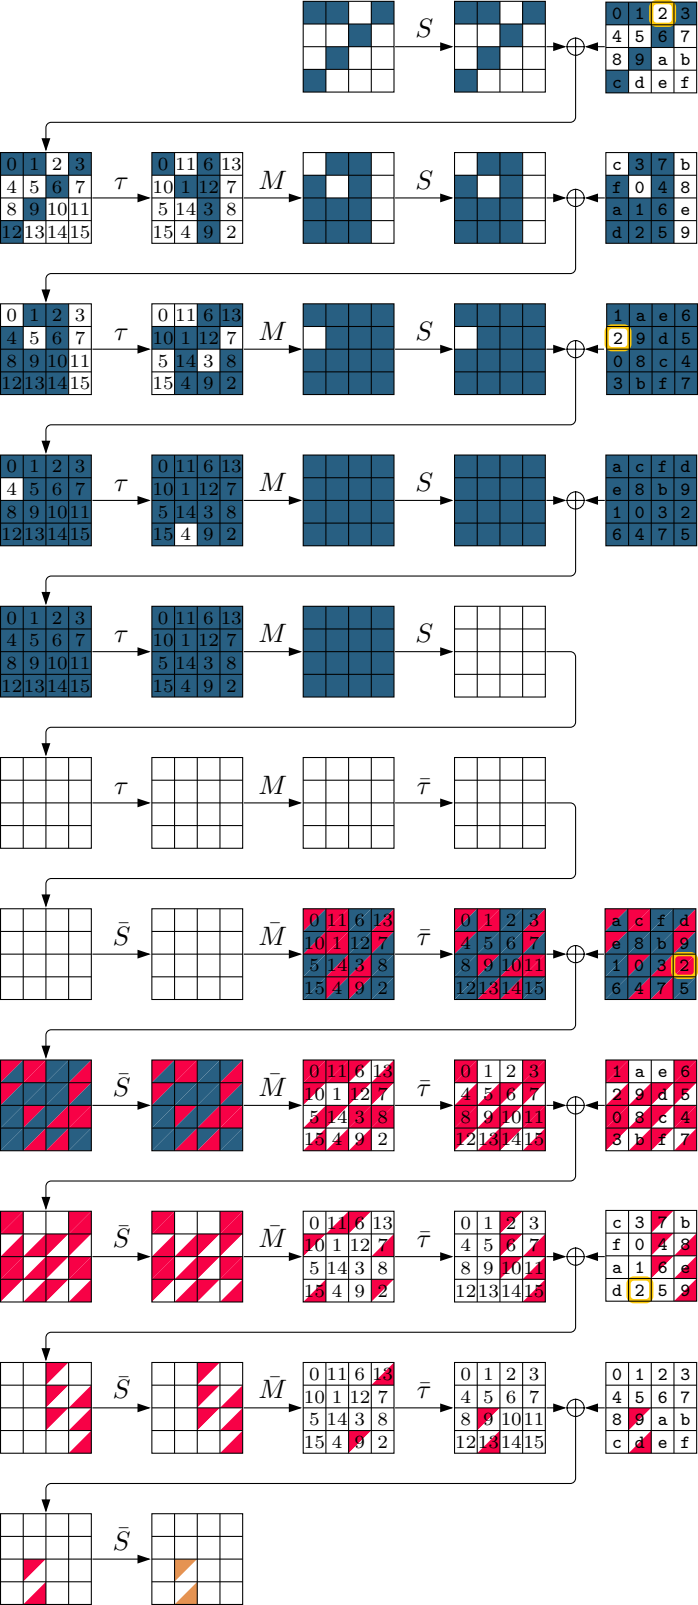 S
0 1 2 3
4 5 6 7
8 9 a b
c d e f
0 1 2 3
4 5 6 7
8 9 10 11
12 13 14 15
τ
0 11 6 13
10 1 12 7
5 14 3 8
15 4 9 2
M
S
c 3 7 b
f 0 4 8
a 1 6 e
d 2 5 9
0 1 2 3
4 5 6 7
8 9 10 11
12 13 14 15
τ
0 11 6 13
10 1 12 7
5 14 3 8
15 4 9 2
M
S
1 a e 6
2 9 d 5
0 8 c 4
3 b f 7
0 1 2 3
4 5 6 7
8 9 10 11
12 13 14 15
τ
0 11 6 13
10 1 12 7
5 14 3 8
15 4 9 2
M
S
a c f d
e 8 b 9
1 0 3 2
6 4 7 5
0 1 2 3
4 5 6 7
8 9 10 11
12 13 14 15
τ
0 11 6 13
10 1 12 7
5 14 3 8
15 4 9 2
M
S
τ
M
τ̄
S̄
M̄
0 11 6 13
10 1 12 7
5 14 3 8
15 4 9 2
τ̄
0 1 2 3
4 5 6 7
8 9 10 11
12 13 14 15
a c f d
e 8 b 9
1 0 3 2
6 4 7 5
S̄
M̄
0 11 6 13
10 1 12 7
5 14 3 8
15 4 9 2
τ̄
0 1 2 3
4 5 6 7
8 9 10 11
12 13 14 15
1 a e 6
2 9 d 5
0 8 c 4
3 b f 7
S̄
M̄
0 11 6 13
10 1 12 7
5 14 3 8
15 4 9 2
τ̄
0 1 2 3
4 5 6 7
8 9 10 11
12 13 14 15
c 3 7 b
f 0 4 8
a 1 6 e
d 2 5 9
S̄
M̄
0 11 6 13
10 1 12 7
5 14 3 8
15 4 9 2
τ̄
0 1 2 3
4 5 6 7
8 9 10 11
12 13 14 15
0 1 2 3
4 5 6 7
8 9 a b
c d e f
S̄